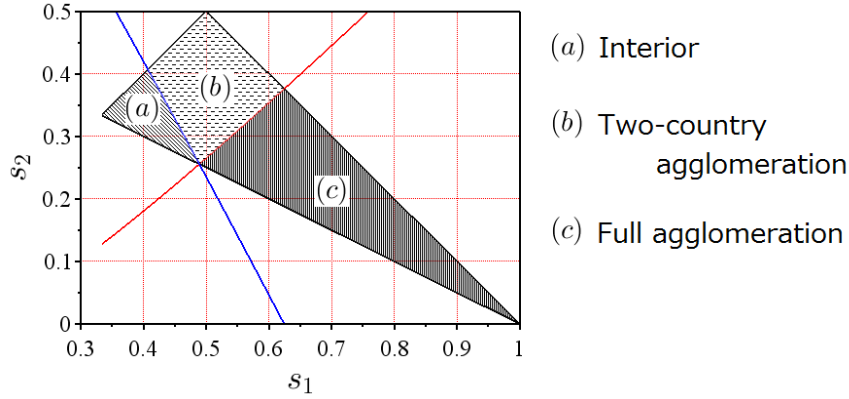 0.5
0.4
0.3
0.2
0.1
0
s₂
(a)
(b)
(c)
0.3 0.4 0.5 0.6 0.7 0.8 0.9 1
s₁
(a) Interior
(b) Two-country
agglomeration
(c) Full agglomeration